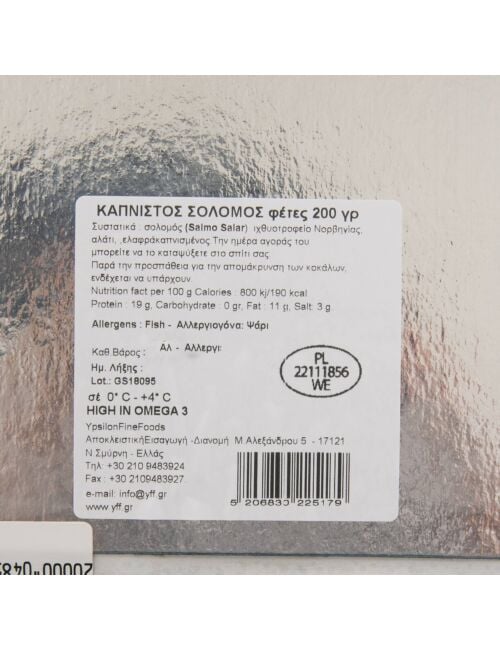 ΚΑΠΝΙΣΤΟΣ ΣΟΛΟΜΟΣ φέτες 200 γρ
Συστατικά : σολομός (Salmo Salar) ιχθυοτροφείο Νορβηγίας,
αλάτι, ,ελαφράκαπνισμένος.Την ημέρα αγοράς του
μπορείτε να το καταψύξετε στο σπίτι σας
Παρά την προσπάθεια για την απομάκρυνση των κοκάλων,
ενδέχεται να υπάρχουν.
Nutrition fact per 100 g Calories : 800 kj/190 kcal
Protein : 19 g, Carbohydrate : 0 gr, Fat : 11 g, Salt: 3 g
Allergens : Fish - Αλλεργιογόνα: Ψάρι
Καθ Βάρος : Αλ - Αλλεργι:
Ημ. Λήξης :
Lot.: GS18095
PL
22111856
WE
σέ 0° C - +4° C
HIGH IN OMEGA 3
YpsilonFineFoods
ΑποκλειστικήΕισαγωγή -Διανομή Μ.Αλεξάνδρου 5 - 17121
Ν.Σμύρνη - Ελλάς
Τηλ: +30 210 9483924
Fax : +30 2109483927.
e-mail: info@yff.gr
www. yff.gr
5 206830 225179